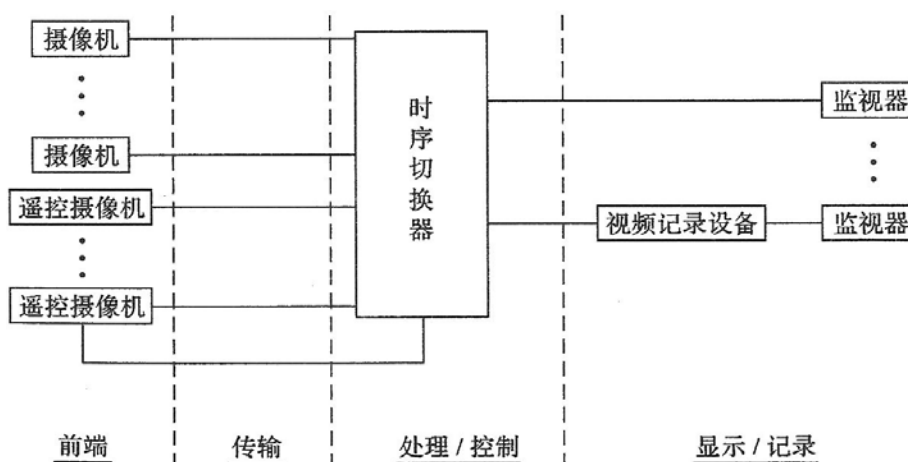 摄像机
摄像机
遥控摄像机
遥控摄像机
时序切换器
监视器
视频记录设备
监视器
前端
传输
处理/控制
显示/记录